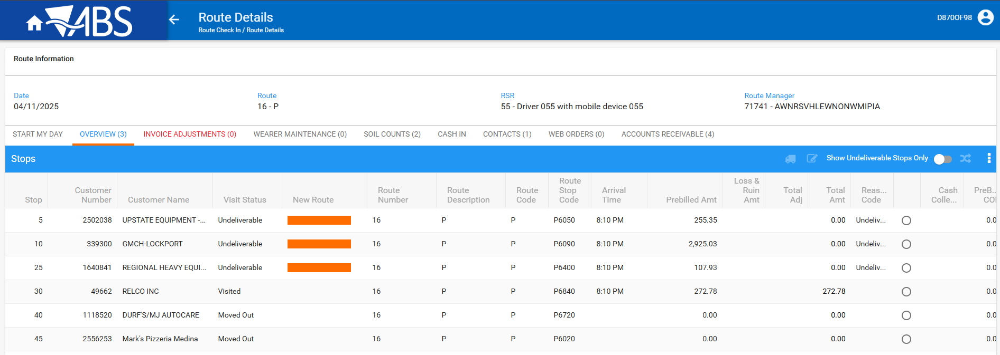 ABS
Route Details
Route Check In / Route Details
D870OF98
Route Information
Date
04/11/2025
Route
16 - P
RSR
55 - Driver 055 with mobile device 055
Route Manager
71741 - AWNRSVHLEWNONWMIPIA
START MY DAY OVERVIEW (3) INVOICE ADJUSTMENTS (0) WEARER MAINTENANCE (0) SOIL COUNTS (2) CASH IN CONTACTS (1) WEB ORDERS (0) ACCOUNTS RECEIVABLE (4)
Stops Show Undeliverable Stops Only
Stop
Customer
Number
Customer Name
Visit Status
New Route
Route
Number
Route
Description
Route
Code
Route
Stop
Code
Arrival
Time
Prebilled Amt
Loss &
Ruin
Amt
Total
Adj
Total
Amt
Reas...
Code
Cash
Colle...
PreB...
COI
5 2502038 UPSTATE EQUIPMENT -... Undeliverable 16 P P P6050 8:10 PM 255.35 0.00 Undeliv... 0.0
10 339300 GMCH-LOCKPORT Undeliverable 16 P P P6090 8:10 PM 2,925.03 0.00 Undeliv... 0.0
25 1640841 REGIONAL HEAVY EQUI... Undeliverable 16 P P P6400 8:10 PM 107.93 0.00 Undeliv... 0.0
30 49662 RELCO INC Visited 16 P P P6840 8:10 PM 272.78 272.78 0.0
40 1118520 DURF'S/MJ AUTOCARE Moved Out 16 P P P6720 0.00 0.00 0.0
45 2556253 Mark's Pizzeria Medina Moved Out 16 P P P6020 0.00 0.00 0.0